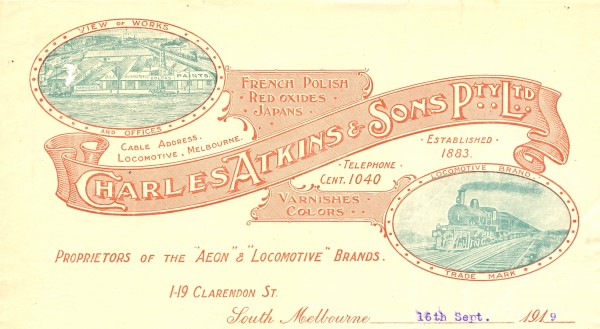 VIEW OF WORKS
PAINTS
AND OFFICES
FRENCH POLISH
RED OXIDES
JAPANS
CABLE ADDRESS.
LOCOMOTIVE, MELBOURNE.
CHARLES ATKINS & SONS PTY LTD
ESTABLISHED
1883.
TELEPHONE
CENT. 1040
VARNISHES
COLORS
LOCOMOTIVE BRAND
TRADE MARK
PROPRIETORS OF THE "AEON" & "LOCOMOTIVE" BRANDS.
1-19 CLARENDON ST.
South Melbourne 16th Sept. 1919